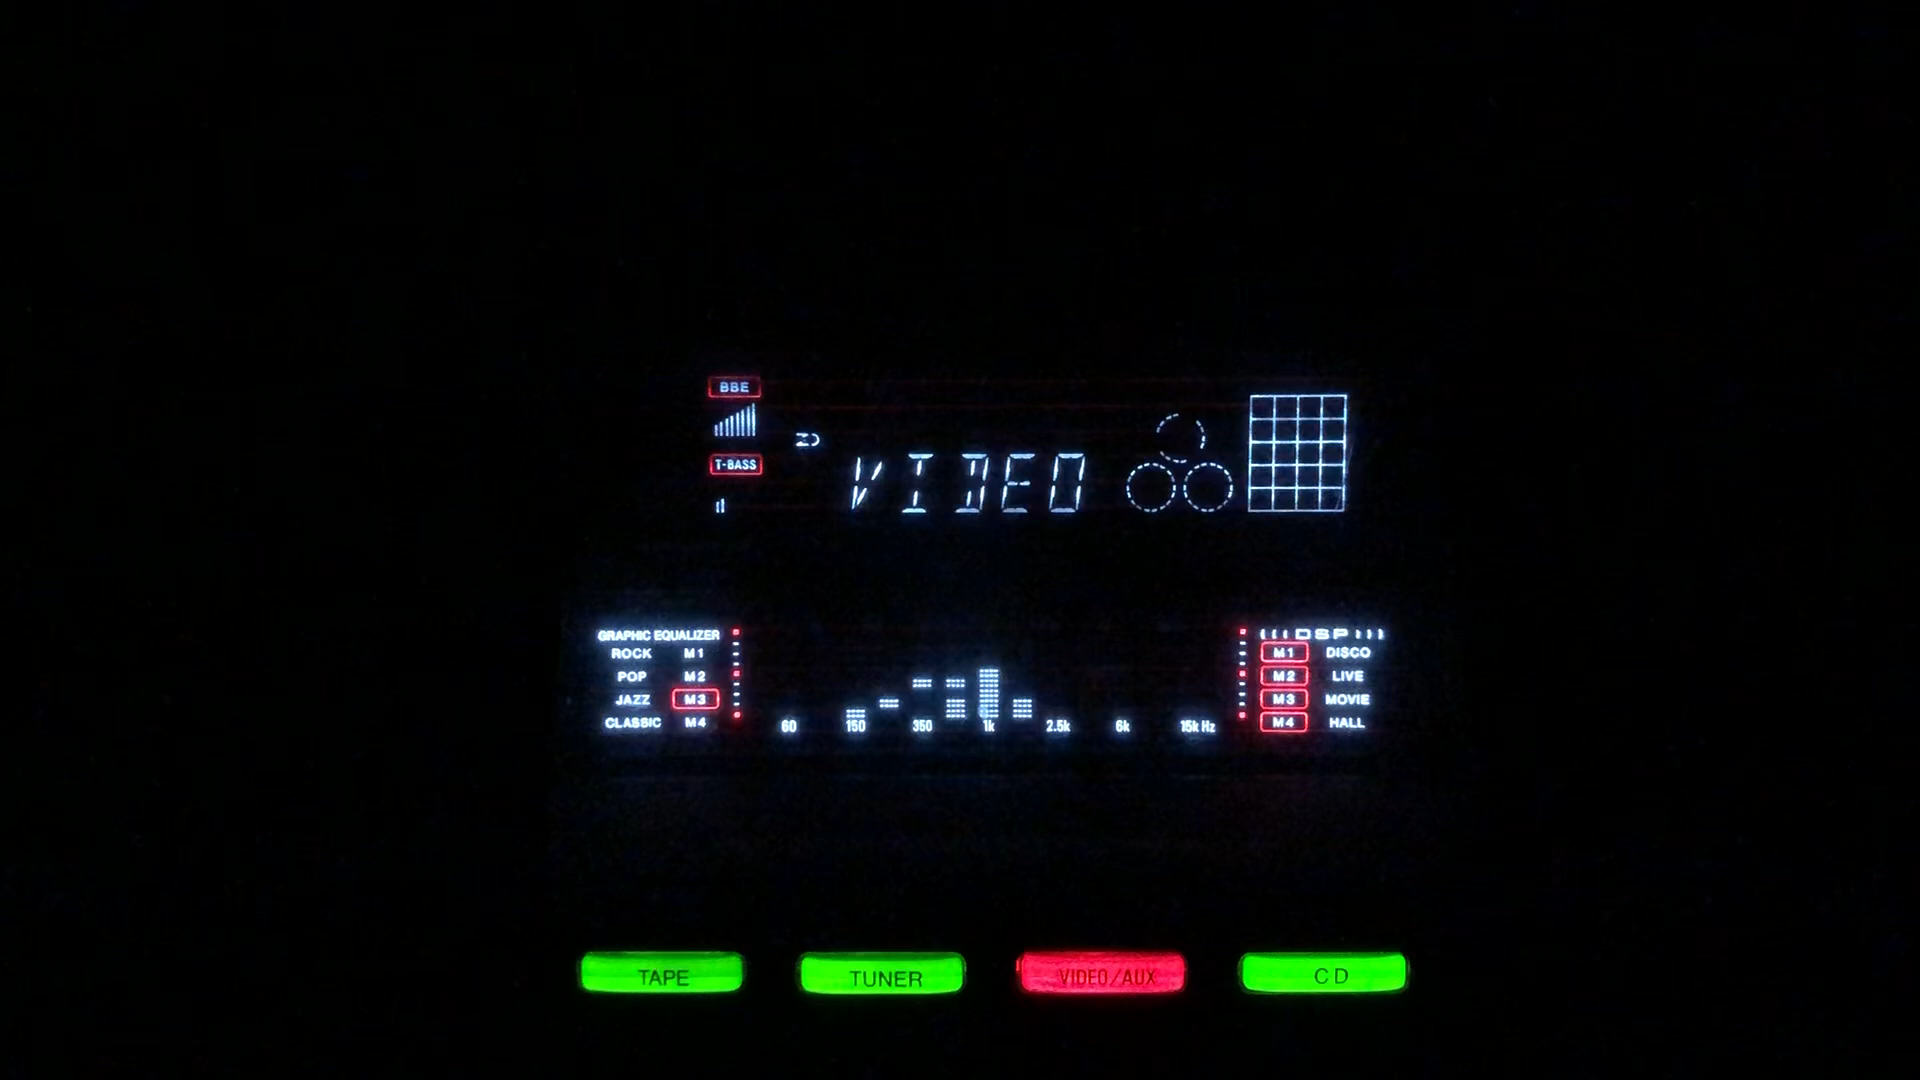 BBE
T-BASS
VIDEO
GRAPHIC EQUALIZER
ROCK M1
POP M2
JAZZ M3
CLASSIC M4
60 150 350 1k 2.5k 6k 15k Hz
DSP
M1 DISCO
M2 LIVE
M3 MOVIE
M4 HALL
TAPE TUNER VIDEO/AUX CD